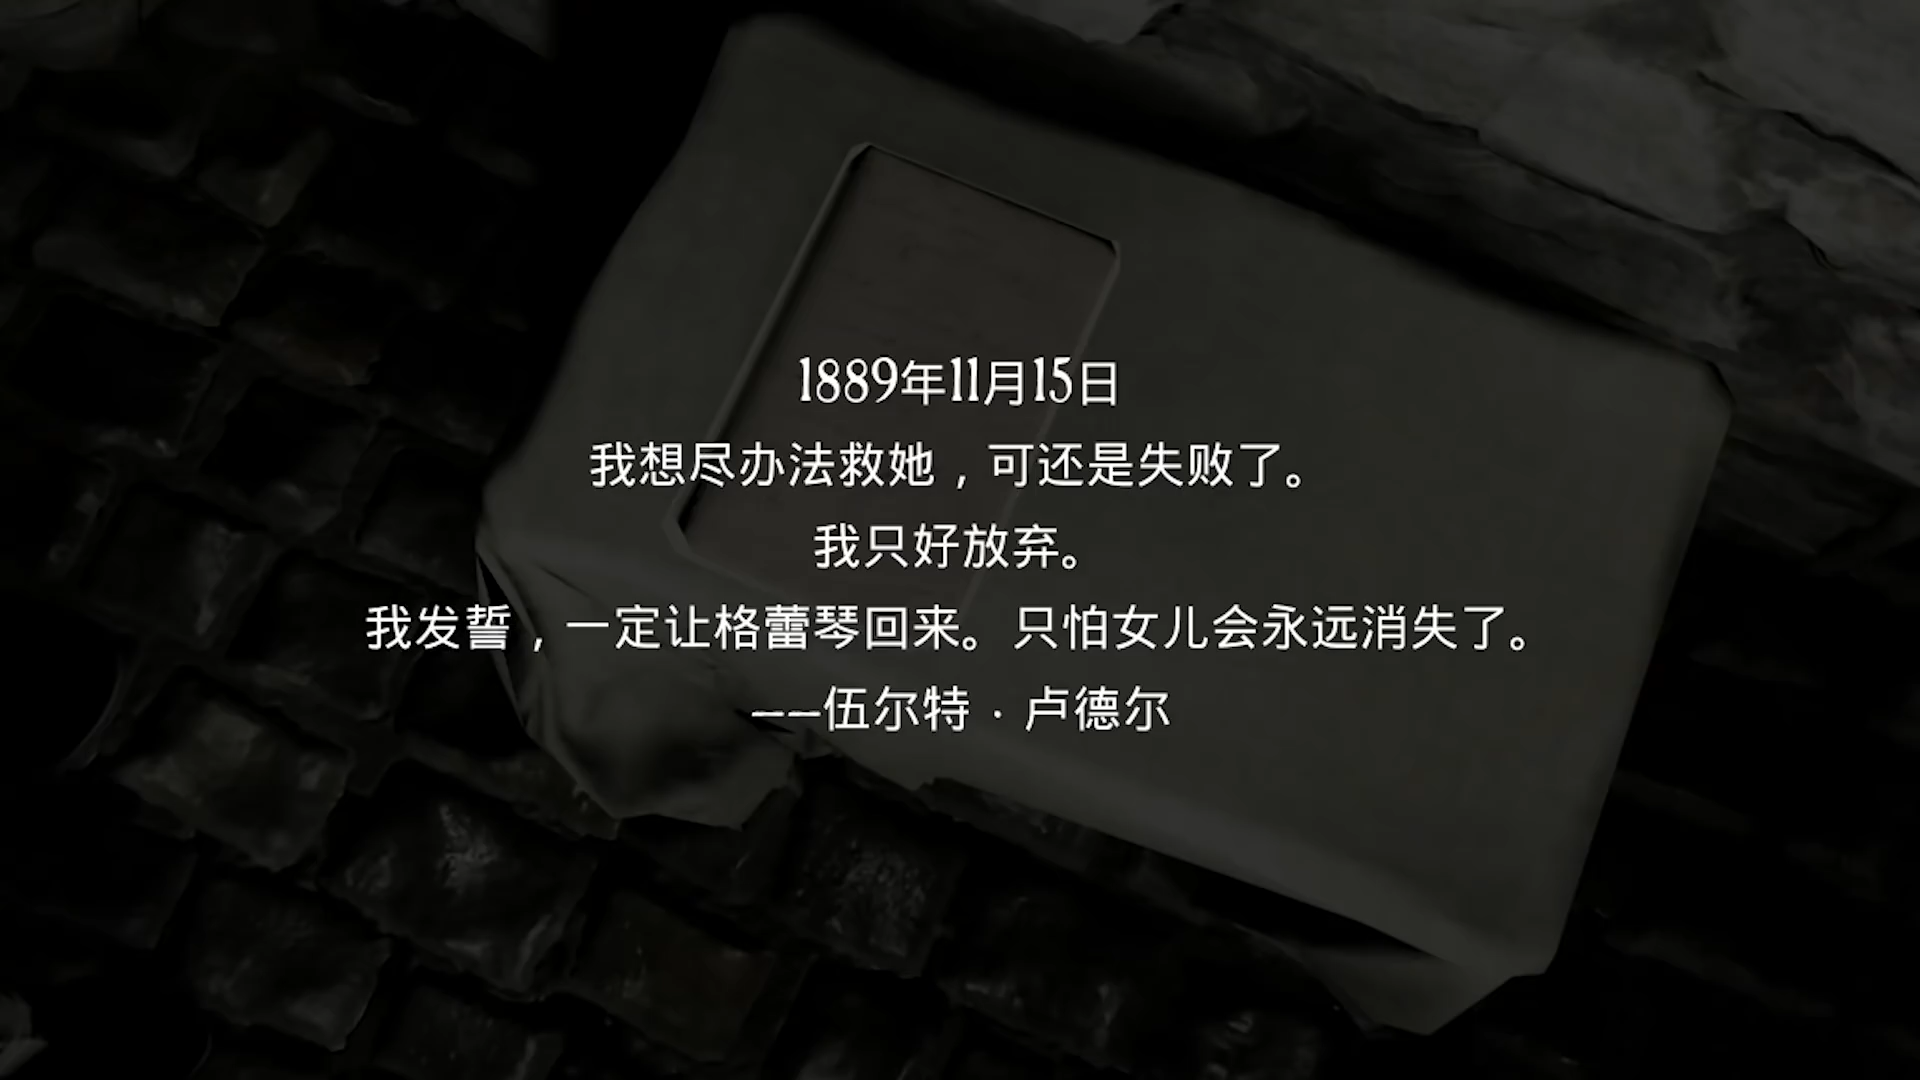 1889年11月15日
我想尽办法救她，可还是失败了。
我只好放弃。
我发誓，一定让格蕾琴回来。只怕女儿会永远消失了。
——伍尔特·卢德尔